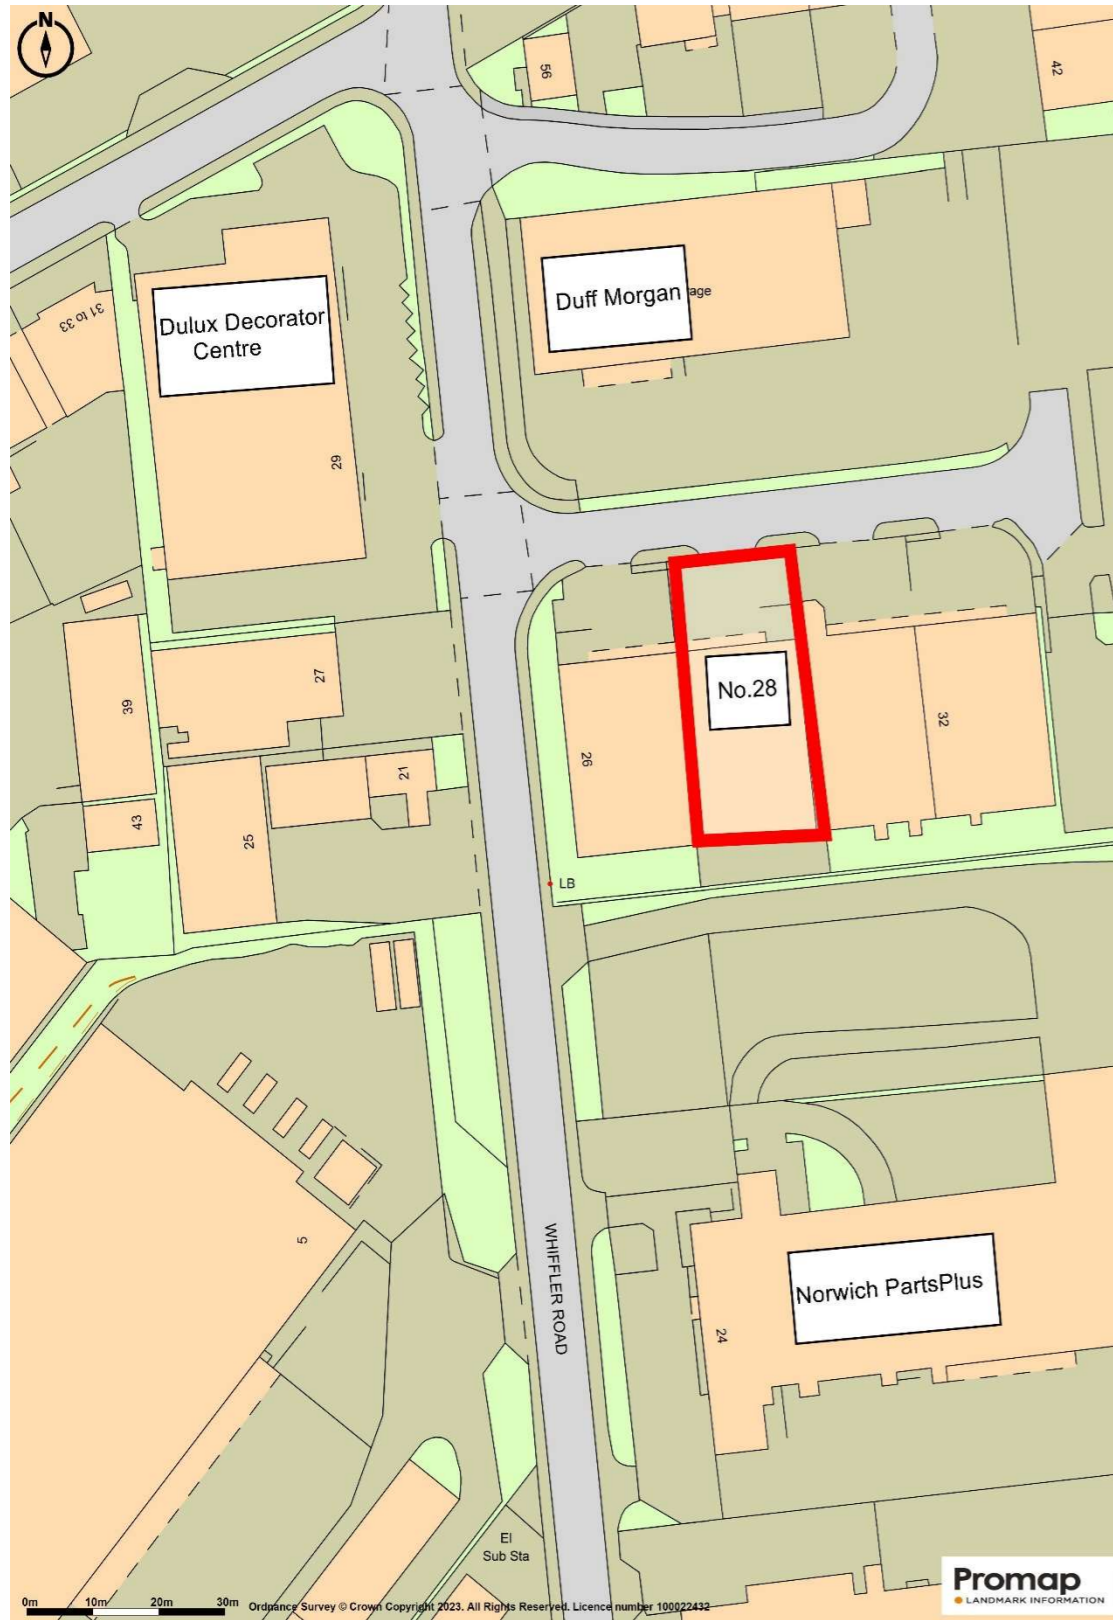 N
56
42
Duff Morgan
age
31 to 33
Dulux Decorator
Centre
29
No.28
27
39
26
32
21
43
25
LB
5
WHIFFLER ROAD
Norwich PartsPlus
24
El
Sub Sta
0m 10m 20m 30m
Ordnance Survey © Crown Copyright 2023. All Rights Reserved. Licence number 100022432
Promap
LANDMARK INFORMATION